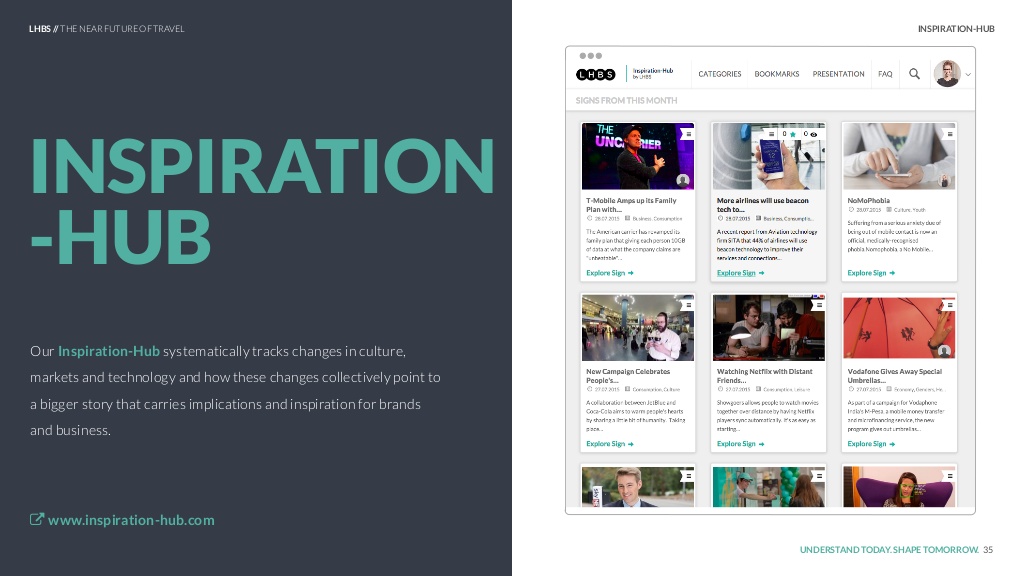 LHBS // THE NEAR FUTURE OF TRAVEL
INSPIRATION
-HUB
Our Inspiration-Hub systematically tracks changes in culture,
markets and technology and how these changes collectively point to
a bigger story that carries implications and inspiration for brands
and business.
www.inspiration-hub.com
INSPIRATION-HUB
LHBS
Inspiration-Hub
by LHBS
CATEGORIES BOOKMARKS PRESENTATION FAQ
SIGNS FROM THIS MONTH
THE
T-Mobile Amps up its Family
Plan with...
28.07.2015 Business, Consumption
The American carrier has revamped its
family plan that giving each person 10GB
of data at what the company claims are
"unbeatable"...
Explore Sign
0 0
More airlines will use beacon
tech to...
28.07.2015 Business, Consumptio...
A recent report from Aviation technology
firm SITA that 44% of airlines will use
beacon technology to improve their
services and connections...
Explore Sign
NoMoPhobia
28.07.2015 Culture, Youth
Suffering from a serious anxiety due of
being out of mobile contact is now an
official, medically-recognised
phobia. Nomophobia, a No Mobile...
Explore Sign
New Campaign Celebrates
People's...
27.07.2015 Consumption, Culture
A collaboration between JetBlue and
Coca-Cola aims to warm people's hearts
by sharing a little bit of humanity. Taking
place...
Explore Sign
Watching Netflix with Distant
Friends...
27.07.2015 Consumption, Leisure
Showgoers allows people to watch movies
together over distance by having Netflix
players sync automatically. It's as easy as
starting...
Explore Sign
Vodafone Gives Away Special
Umbrellas...
27.07.2015 Economy, Genders, He...
As part of a campaign for Vodaphone
India's M-Pesa, a mobile money transfer
and microfinancing service, the new
program gives out umbrellas...
Explore Sign
UNDERSTAND TODAY. SHAPE TOMORROW. 35